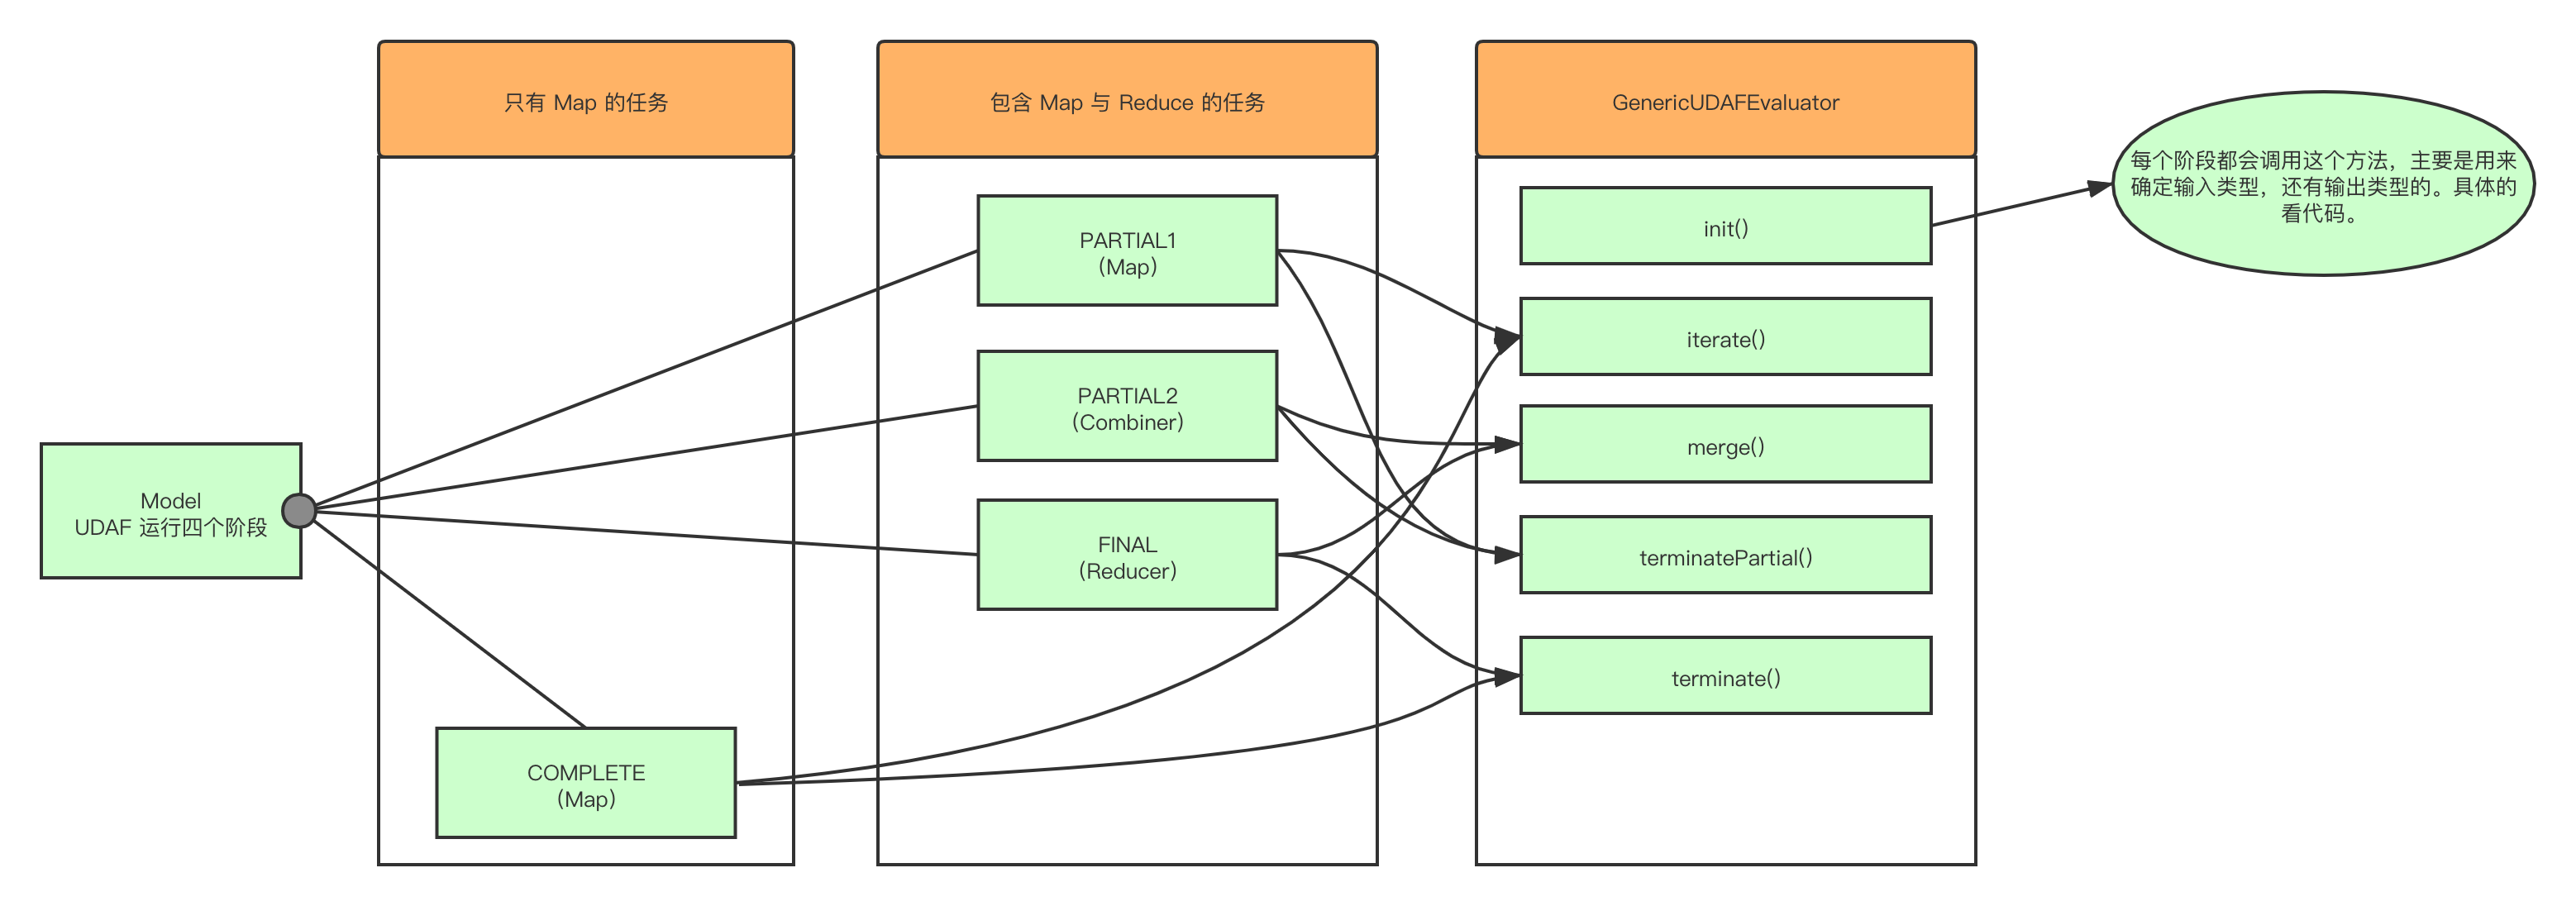 只有 Map 的任务
包含 Map 与 Reduce 的任务
GenericUDAFEvaluator
每个阶段都会调用这个方法，主要是用来
确定输入类型，还有输出类型的。具体的
看代码。
init()
PARTIAL1
(Map)
iterate()
PARTIAL2
(Combiner)
merge()
Model
UDAF 运行四个阶段
FINAL
(Reducer)
terminatePartial()
terminate()
COMPLETE
(Map)